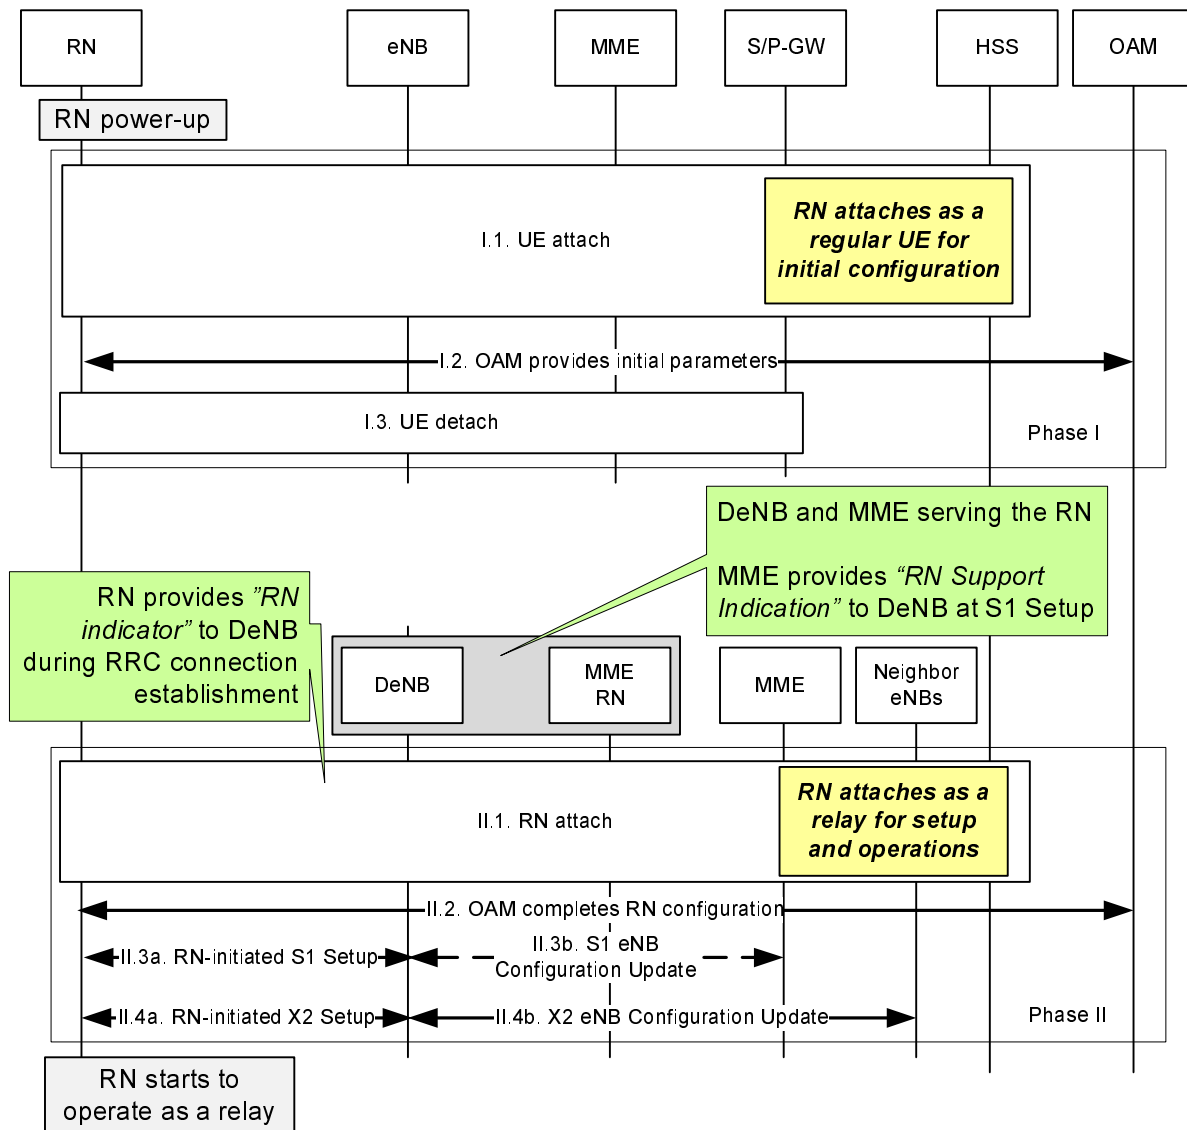 RN
eNB
MME
S/P-GW
HSS
OAM
RN power-up
I.1. UE attach
RN attaches as a
regular UE for
initial configuration
I.2. OAM provides initial parameters
I.3. UE detach
Phase I
DeNB and MME serving the RN
MME provides “RN Support
Indication” to DeNB at S1 Setup
RN provides ”RN
indicator” to DeNB
during RRC connection
establishment
DeNB
MME
RN
MME
Neighbor
eNBs
II.1. RN attach
RN attaches as a
relay for setup
and operations
II.2. OAM completes RN configuration
II.3a. RN-initiated S1 Setup
II.3b. S1 eNB
Configuration Update
II.4a. RN-initiated X2 Setup
II.4b. X2 eNB Configuration Update
Phase II
RN starts to
operate as a relay